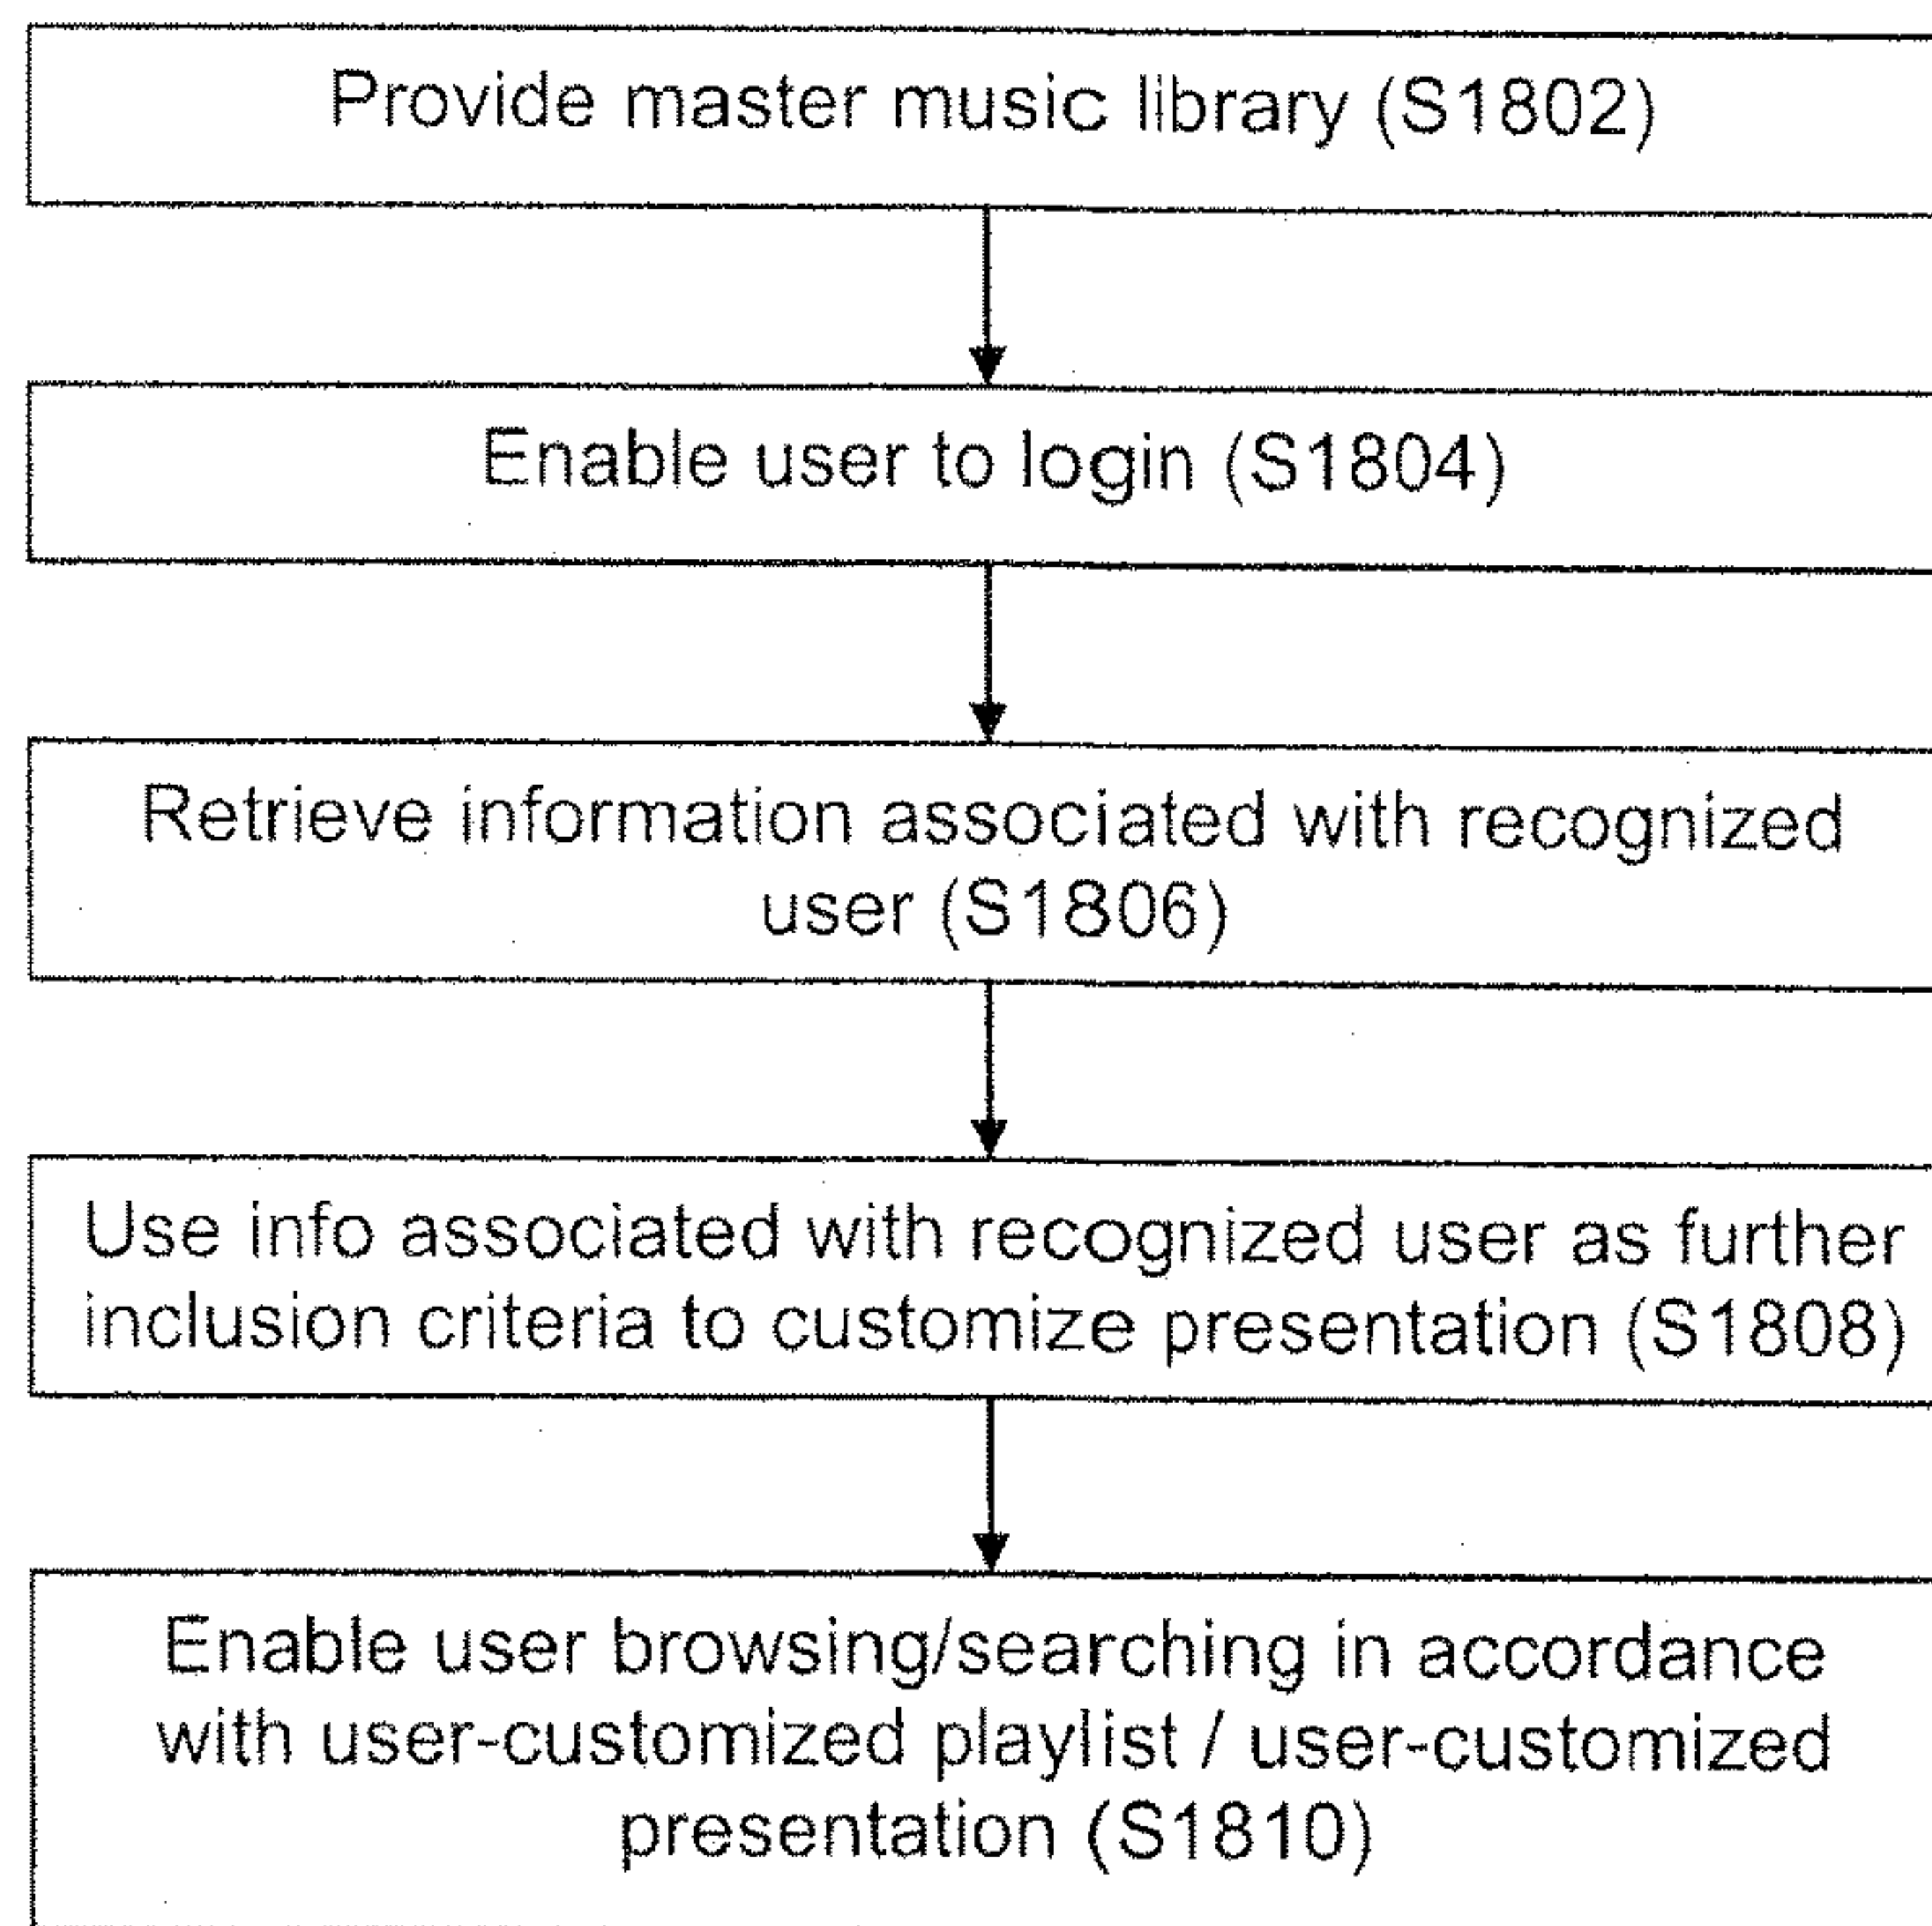 Provide master music library (S1802)
Enable user to login (S1804)
Retrieve information associated with recognized
user (S1806)
Use info associated with recognized user as further
inclusion criteria to customize presentation (S1808)
Enable user browsing/searching in accordance
with user-customized playlist / user-customized
presentation (S1810)